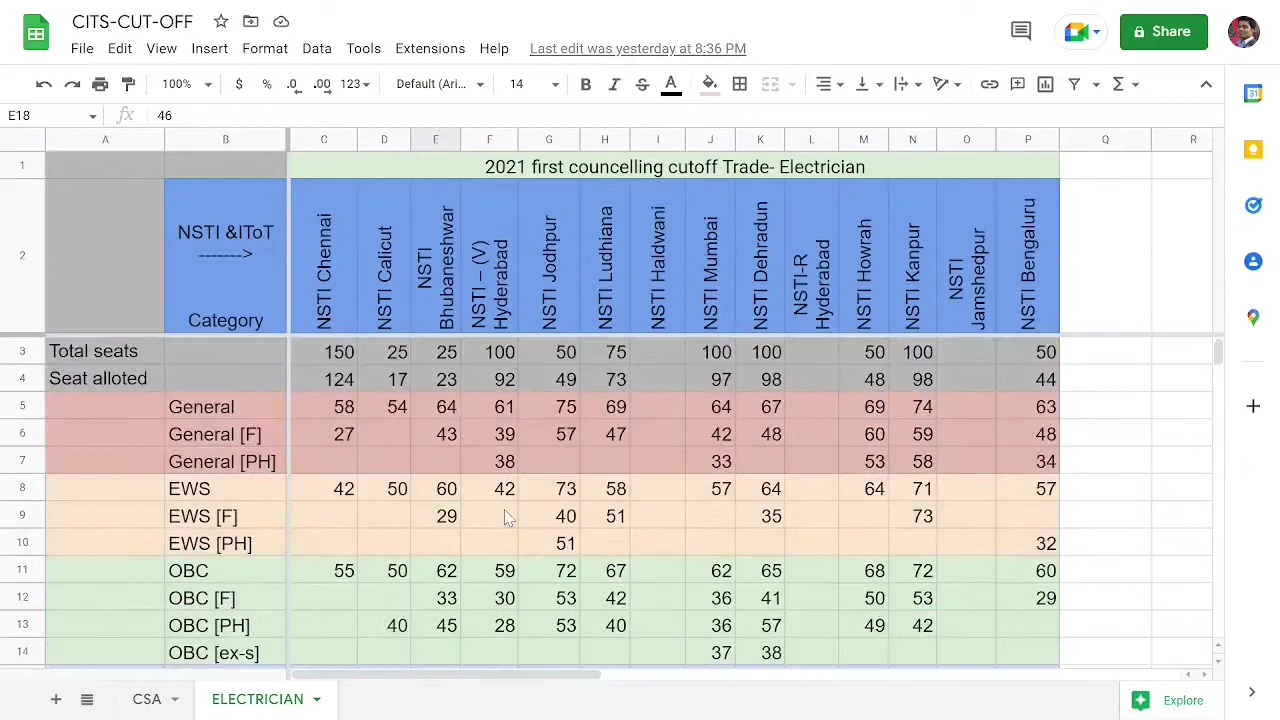 CITS-CUT-OFF
File Edit View Insert Format Data Tools Extensions Help Last edit was yesterday at 8:36 PM
Share
100% $ % .0 .00 123 Default (Ari... 14 B I S A
E18 fx 46
A B C D E F G H I J K L M N O P Q R
1 2021 first councelling cutoff Trade- Electrician
2 NSTI &IToT -------> Category NSTI Chennai NSTI Calicut NSTI Bhubaneshwar NSTI – (V) Hyderabad NSTI Jodhpur NSTI Ludhiana NSTI Haldwani NSTI Mumbai NSTI Dehradun NSTI-R Hyderabad NSTI Howrah NSTI Kanpur NSTI Jamshedpur NSTI Bengaluru
3 Total seats 150 25 25 100 50 75 100 100 50 100 50
4 Seat alloted 124 17 23 92 49 73 97 98 48 98 44
5 General 58 54 64 61 75 69 64 67 69 74 63
6 General [F] 27 43 39 57 47 42 48 60 59 48
7 General [PH] 38 33 53 58 34
8 EWS 42 50 60 42 73 58 57 64 64 71 57
9 EWS [F] 29 40 51 35 73
10 EWS [PH] 51 32
11 OBC 55 50 62 59 72 67 62 65 68 72 60
12 OBC [F] 33 30 53 42 36 41 50 53 29
13 OBC [PH] 40 45 28 53 40 36 57 49 42
14 OBC [ex-s] 37 38
CSA ELECTRICIAN Explore
31